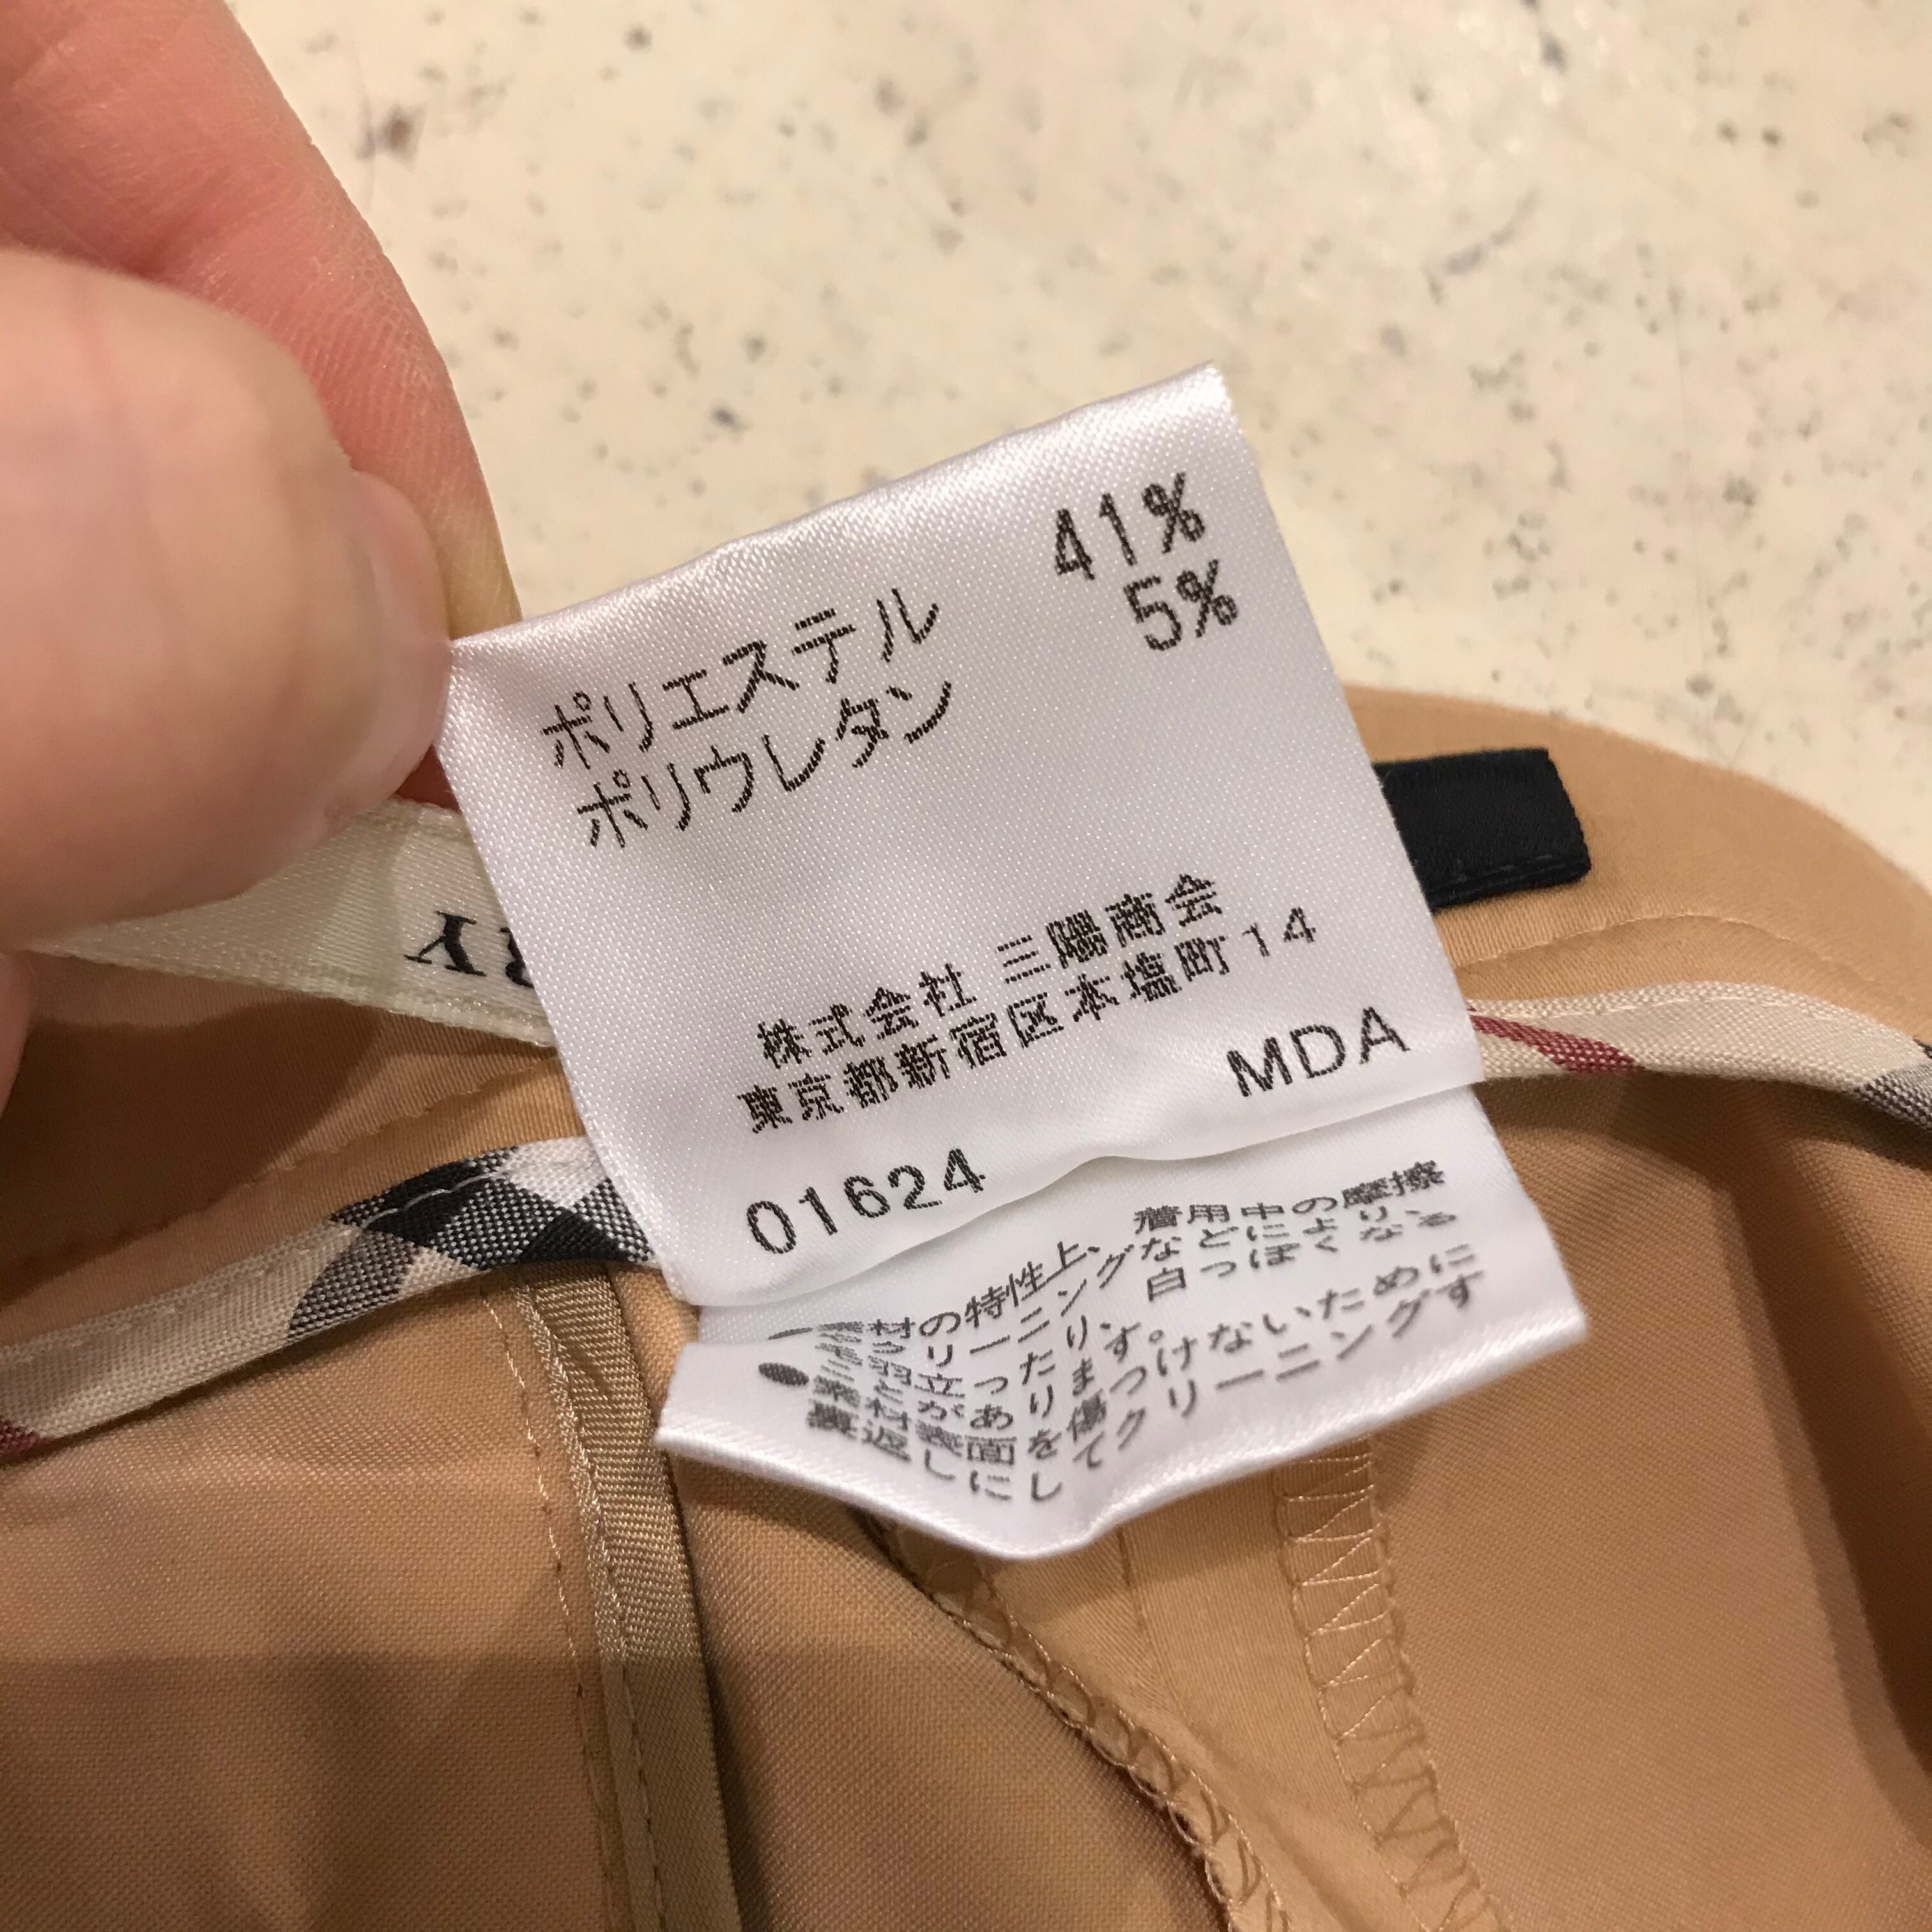 ポリエステル 41%
ポリウレタン 5%
株式会社 三陽商会
東京都新宿区本塩町14
MDA
01624
素材の特性上、着用中の摩擦
クリーニングなどにより、
毛羽立ったり、白っぽくなる
ことがあります。
●素材表面を傷つけないために
裏返しにしてクリーニングす
Y